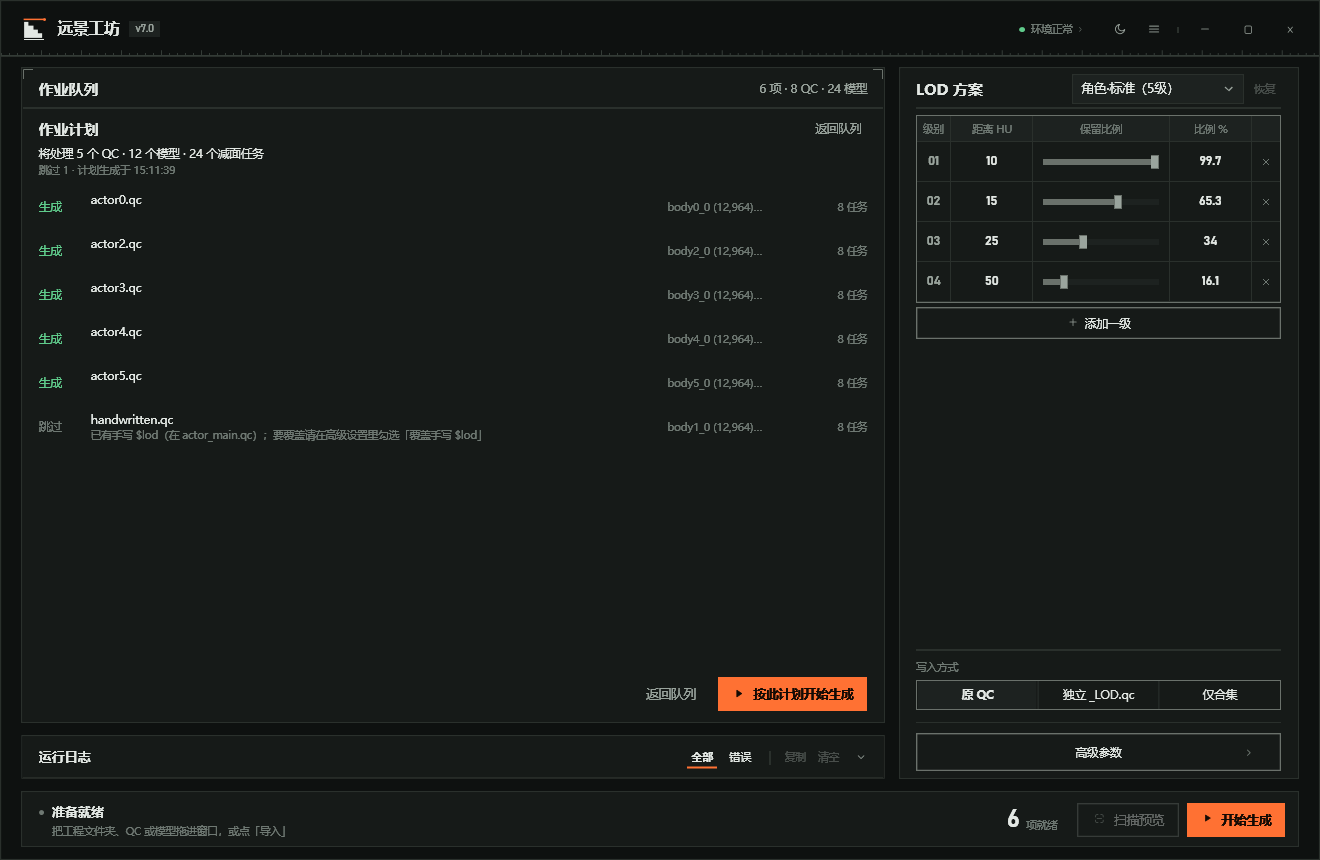 远景工坊 v7.0
环境正常
作业队列 6 项 · 8 QC · 24 模型
作业计划 返回队列
将处理 5 个 QC · 12 个模型 · 24 个减面任务
跳过 1 · 计划生成于 15:11:39
生成 actor0.qc body0_0 (12,964)... 8 任务
生成 actor2.qc body2_0 (12,964)... 8 任务
生成 actor3.qc body3_0 (12,964)... 8 任务
生成 actor4.qc body4_0 (12,964)... 8 任务
生成 actor5.qc body5_0 (12,964)... 8 任务
跳过 handwritten.qc body1_0 (12,964)... 8 任务
已有手写 $lod（在 actor_main.qc）；要覆盖请在高级设置里勾选「覆盖手写 $lod」
返回队列 按此计划开始生成
运行日志 全部 错误 复制 清空
准备就绪
把工程文件夹、QC 或模型拖进窗口，或点「导入」
6 项就绪 扫描预览 开始生成
LOD 方案 角色·标准（5级） 恢复
级别 距离 HU 保留比例 比例 %
01 10 99.7 ×
02 15 65.3 ×
03 25 34 ×
04 50 16.1 ×
+ 添加一级
写入方式
原 QC 独立 _LOD.qc 仅合集
高级参数